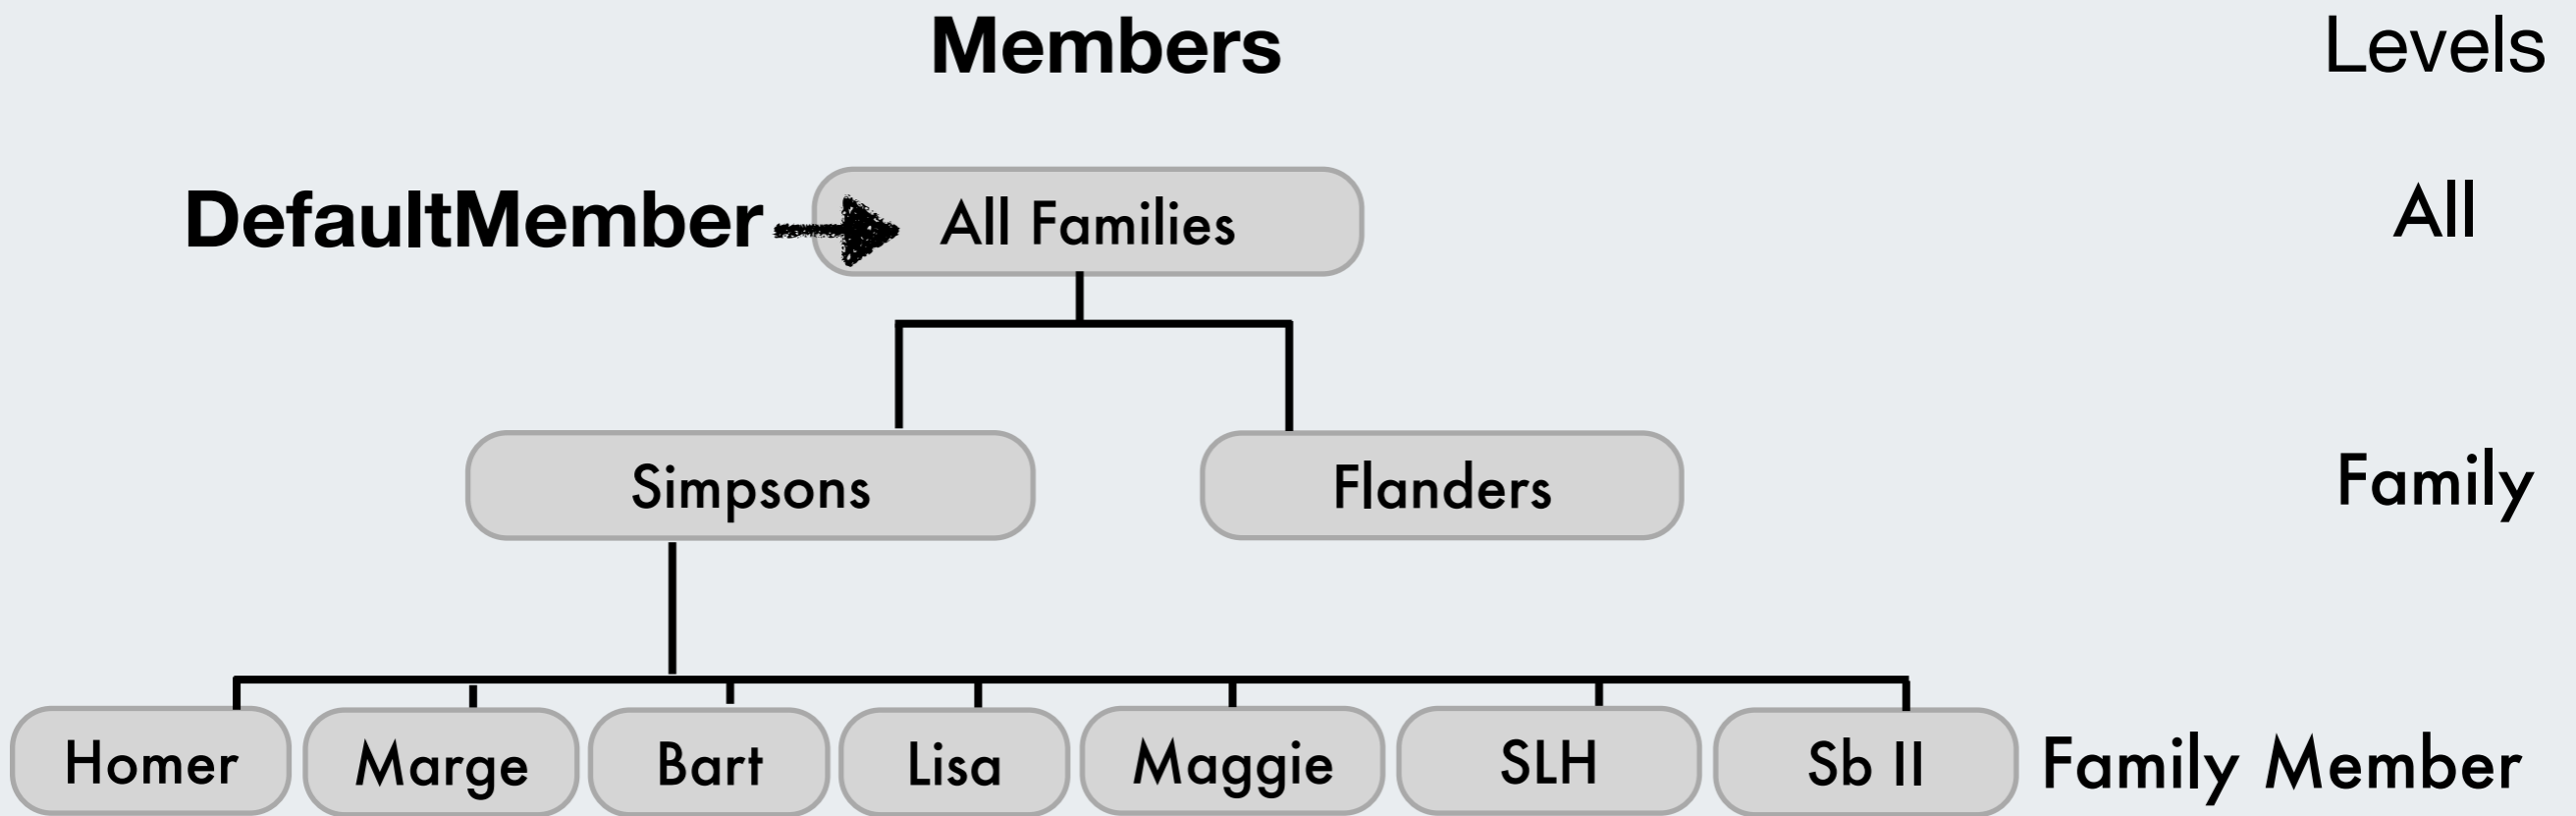 Members Levels
DefaultMember All Families All
Simpsons Flanders Family
Homer Marge Bart Lisa Maggie SLH Sb II Family Member